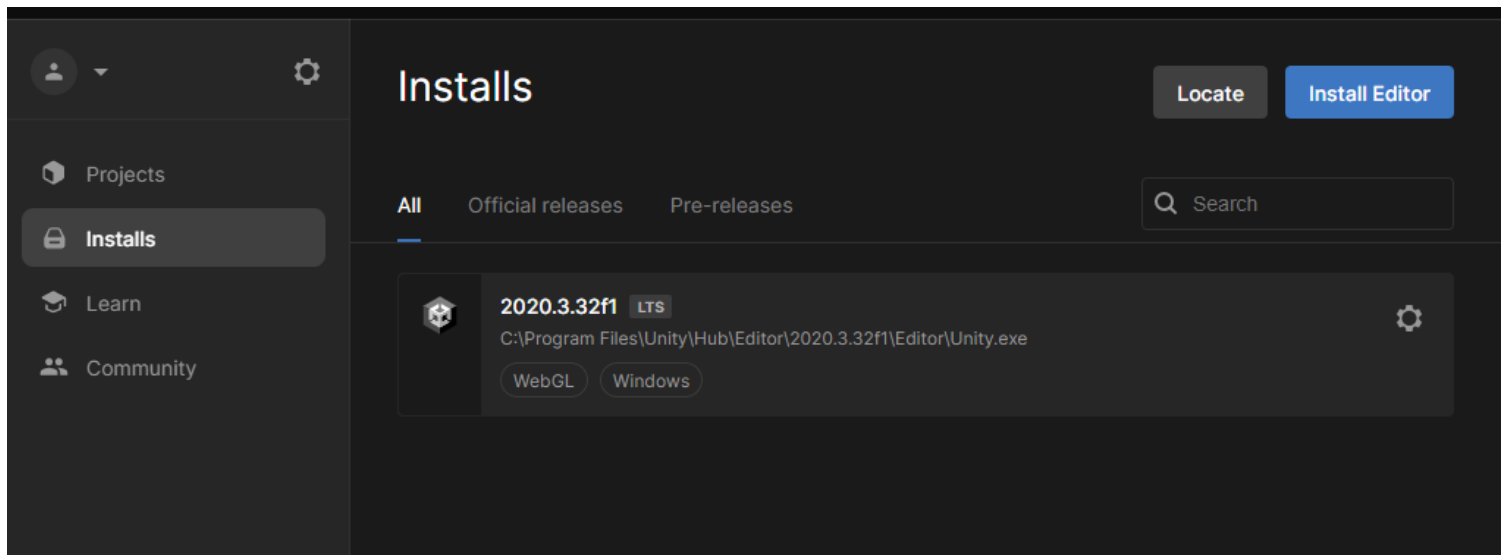 Installs
Locate
Install Editor
Projects
Installs
Learn
Community
All
Official releases
Pre-releases
Search
2020.3.32f1 LTS
C:\Program Files\Unity\Hub\Editor\2020.3.32f1\Editor\Unity.exe
WebGL
Windows